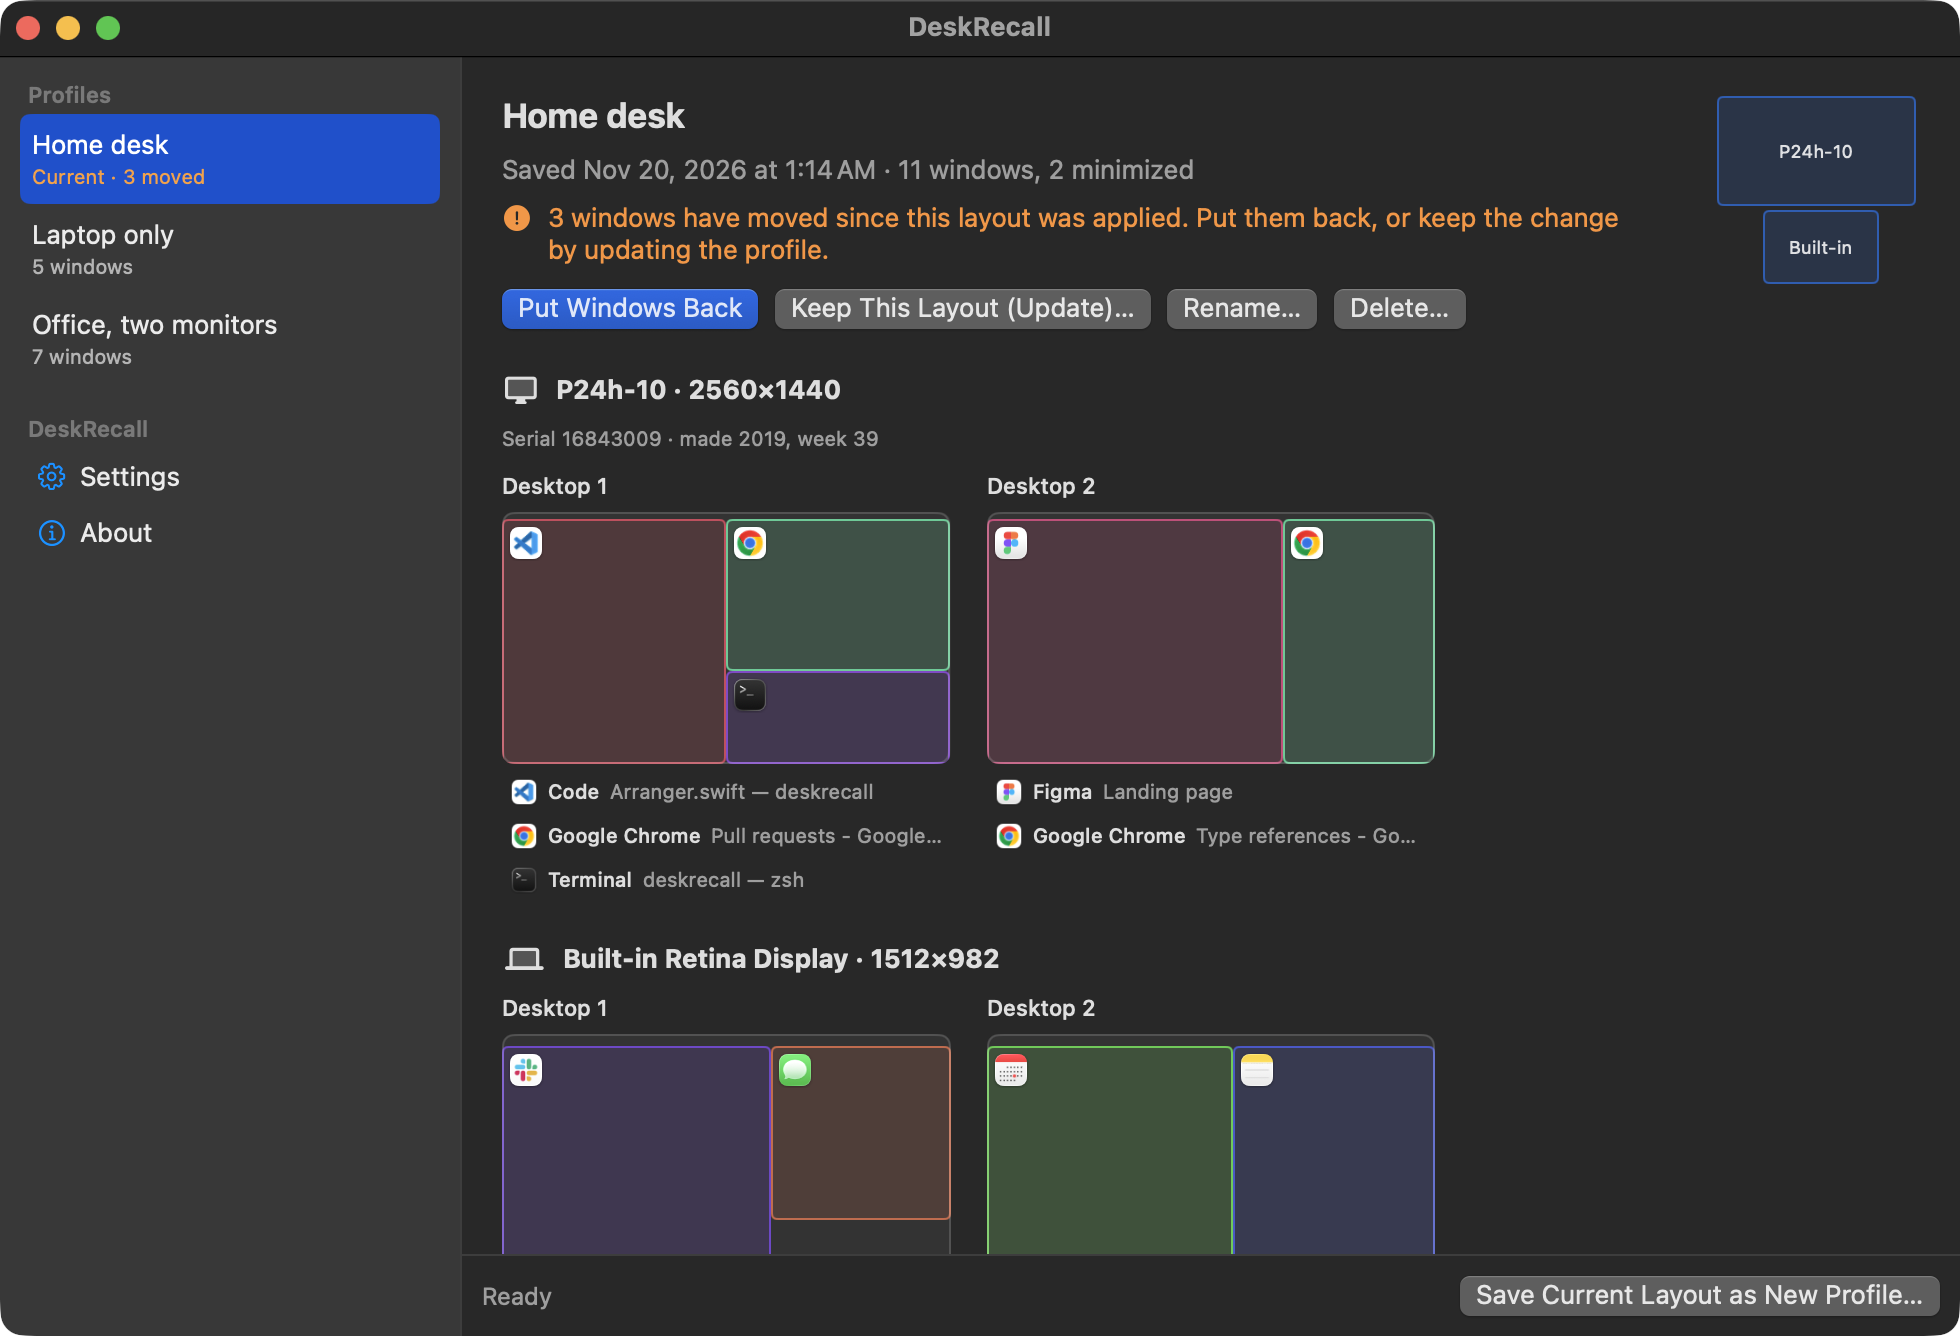 DeskRecall
Profiles
Home desk
Current · 3 moved
Laptop only
5 windows
Office, two monitors
7 windows
DeskRecall
Settings
About
Home desk
Saved Nov 20, 2026 at 1:14 AM · 11 windows, 2 minimized
3 windows have moved since this layout was applied. Put them back, or keep the change
by updating the profile.
Put Windows Back
Keep This Layout (Update)...
Rename...
Delete...
P24h-10
Built-in
P24h-10 · 2560×1440
Serial 16843009 · made 2019, week 39
Desktop 1
Code Arranger.swift — deskrecall
Google Chrome Pull requests - Google...
Terminal deskrecall — zsh
Desktop 2
Figma Landing page
Google Chrome Type references - Go...
Built-in Retina Display · 1512×982
Desktop 1
Desktop 2
Ready
Save Current Layout as New Profile...